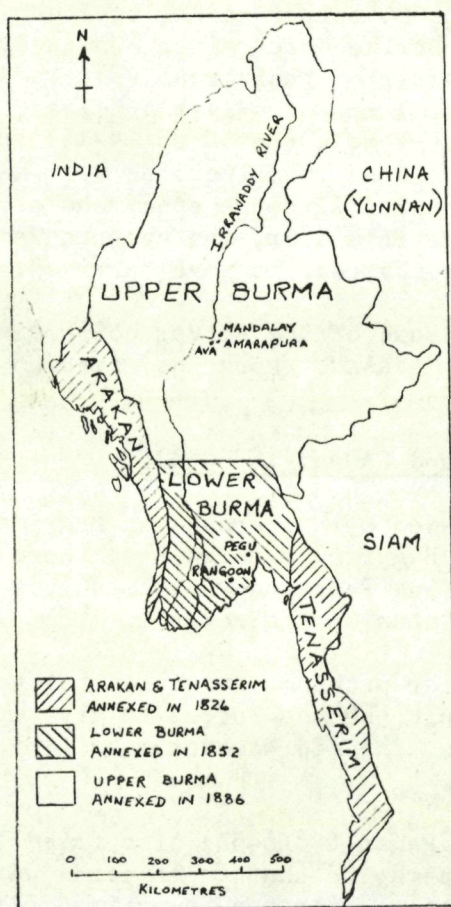 N
INDIA
CHINA
(YUNNAN)
IRRAWADDY RIVER
UPPER BURMA
MANDALAY
AVA AMARAPURA
ARAKAN
LOWER
BURMA
PEGU
RANGOON
SIAM
TENASSERIM
ARAKAN & TENASSERIM
ANNEXED IN 1826
LOWER BURMA
ANNEXED IN 1852
UPPER BURMA
ANNEXED IN 1886
0 100 200 300 400 500
KILOMETRES